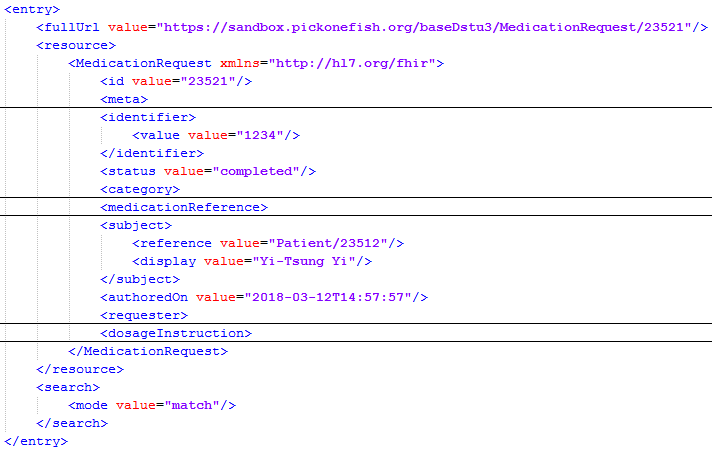 <entry>
<fullUrl value="https://sandbox.pickonefish.org/baseDstu3/MedicationRequest/23521"/>
<resource>
<MedicationRequest xmlns="http://hl7.org/fhir">
<id value="23521"/>
<meta>
<identifier>
<value value="1234"/>
</identifier>
<status value="completed"/>
<category>
<medicationReference>
<subject>
<reference value="Patient/23512"/>
<display value="Yi-Tsung Yi"/>
</subject>
<authoredOn value="2018-03-12T14:57:57"/>
<requester>
<dosageInstruction>
</MedicationRequest>
</resource>
<search>
<mode value="match"/>
</search>
</entry>